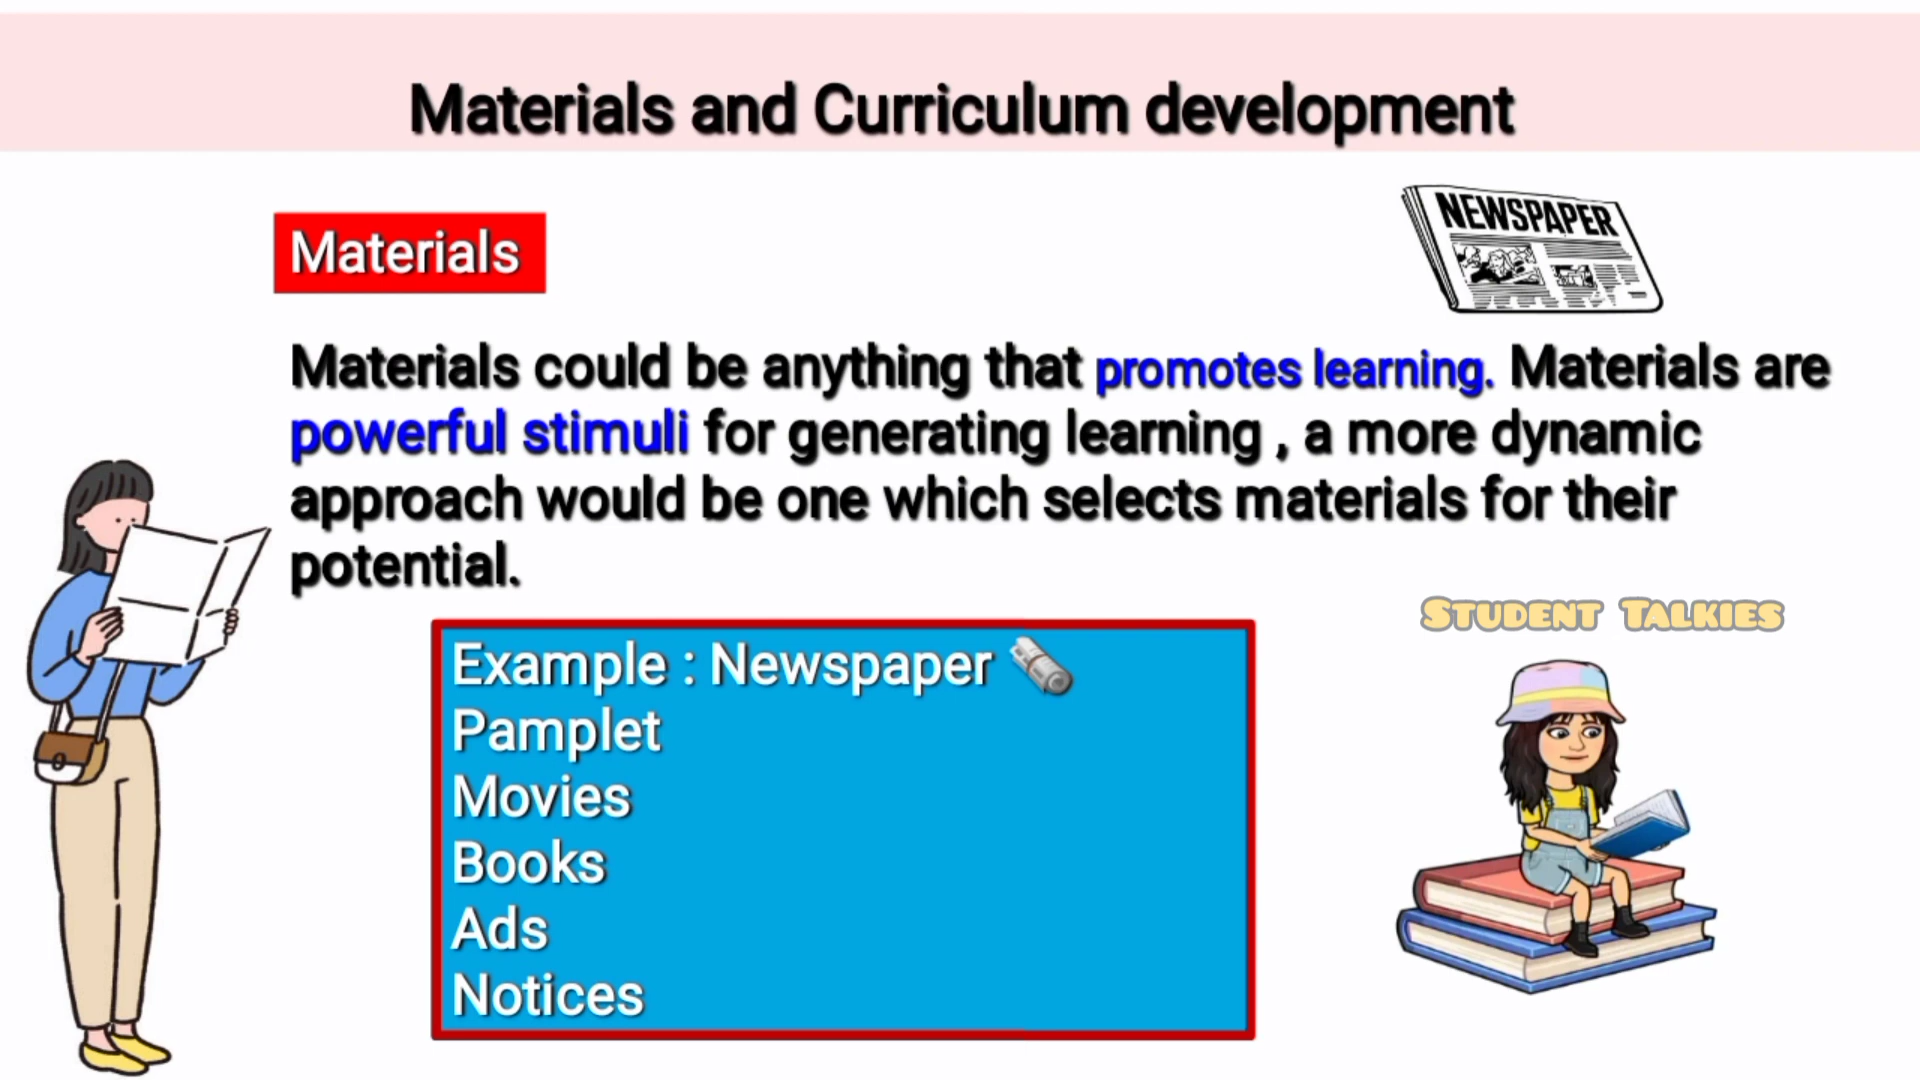 Materials and Curriculum development
NEWSPAPER
Materials
Materials could be anything that promotes learning. Materials are
powerful stimuli for generating learning , a more dynamic
approach would be one which selects materials for their
potential.
STUDENT TALKIES
Example : Newspaper
Pamplet
Movies
Books
Ads
Notices